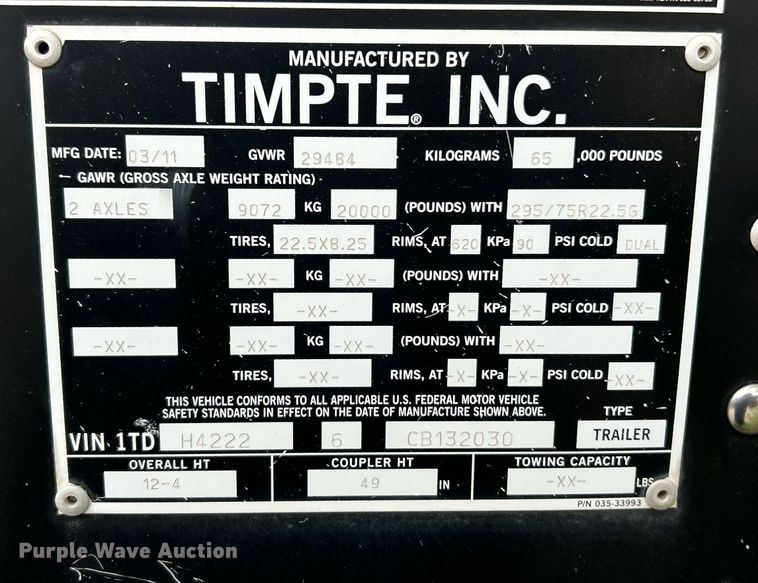 MANUFACTURED BY
TIMPTE® INC.
MFG DATE: 03/11 GVWR 29484 KILOGRAMS 65 ,000 POUNDS
GAWR (GROSS AXLE WEIGHT RATING)
2 AXLES 9072 KG 20000 (POUNDS) WITH 295/75R22.5G
TIRES, 22.5X8.25 RIMS, AT 620 KPa 90 PSI COLD DUAL
-XX- -XX- KG -XX- (POUNDS) WITH -XX-
TIRES, -XX- RIMS, AT -X- KPa -X- PSI COLD -XX-
-XX- -XX- KG -XX- (POUNDS) WITH -XX-
TIRES, -XX- RIMS, AT -X- KPa -X- PSI COLD -XX-
THIS VEHICLE CONFORMS TO ALL APPLICABLE U.S. FEDERAL MOTOR VEHICLE
SAFETY STANDARDS IN EFFECT ON THE DATE OF MANUFACTURE SHOWN ABOVE.
TYPE
VIN 1TD H4222 6 CB132030 TRAILER
OVERALL HT COUPLER HT TOWING CAPACITY
12-4 49 IN -XX- LBS
P/N 035-33993
Purple Wave Auction